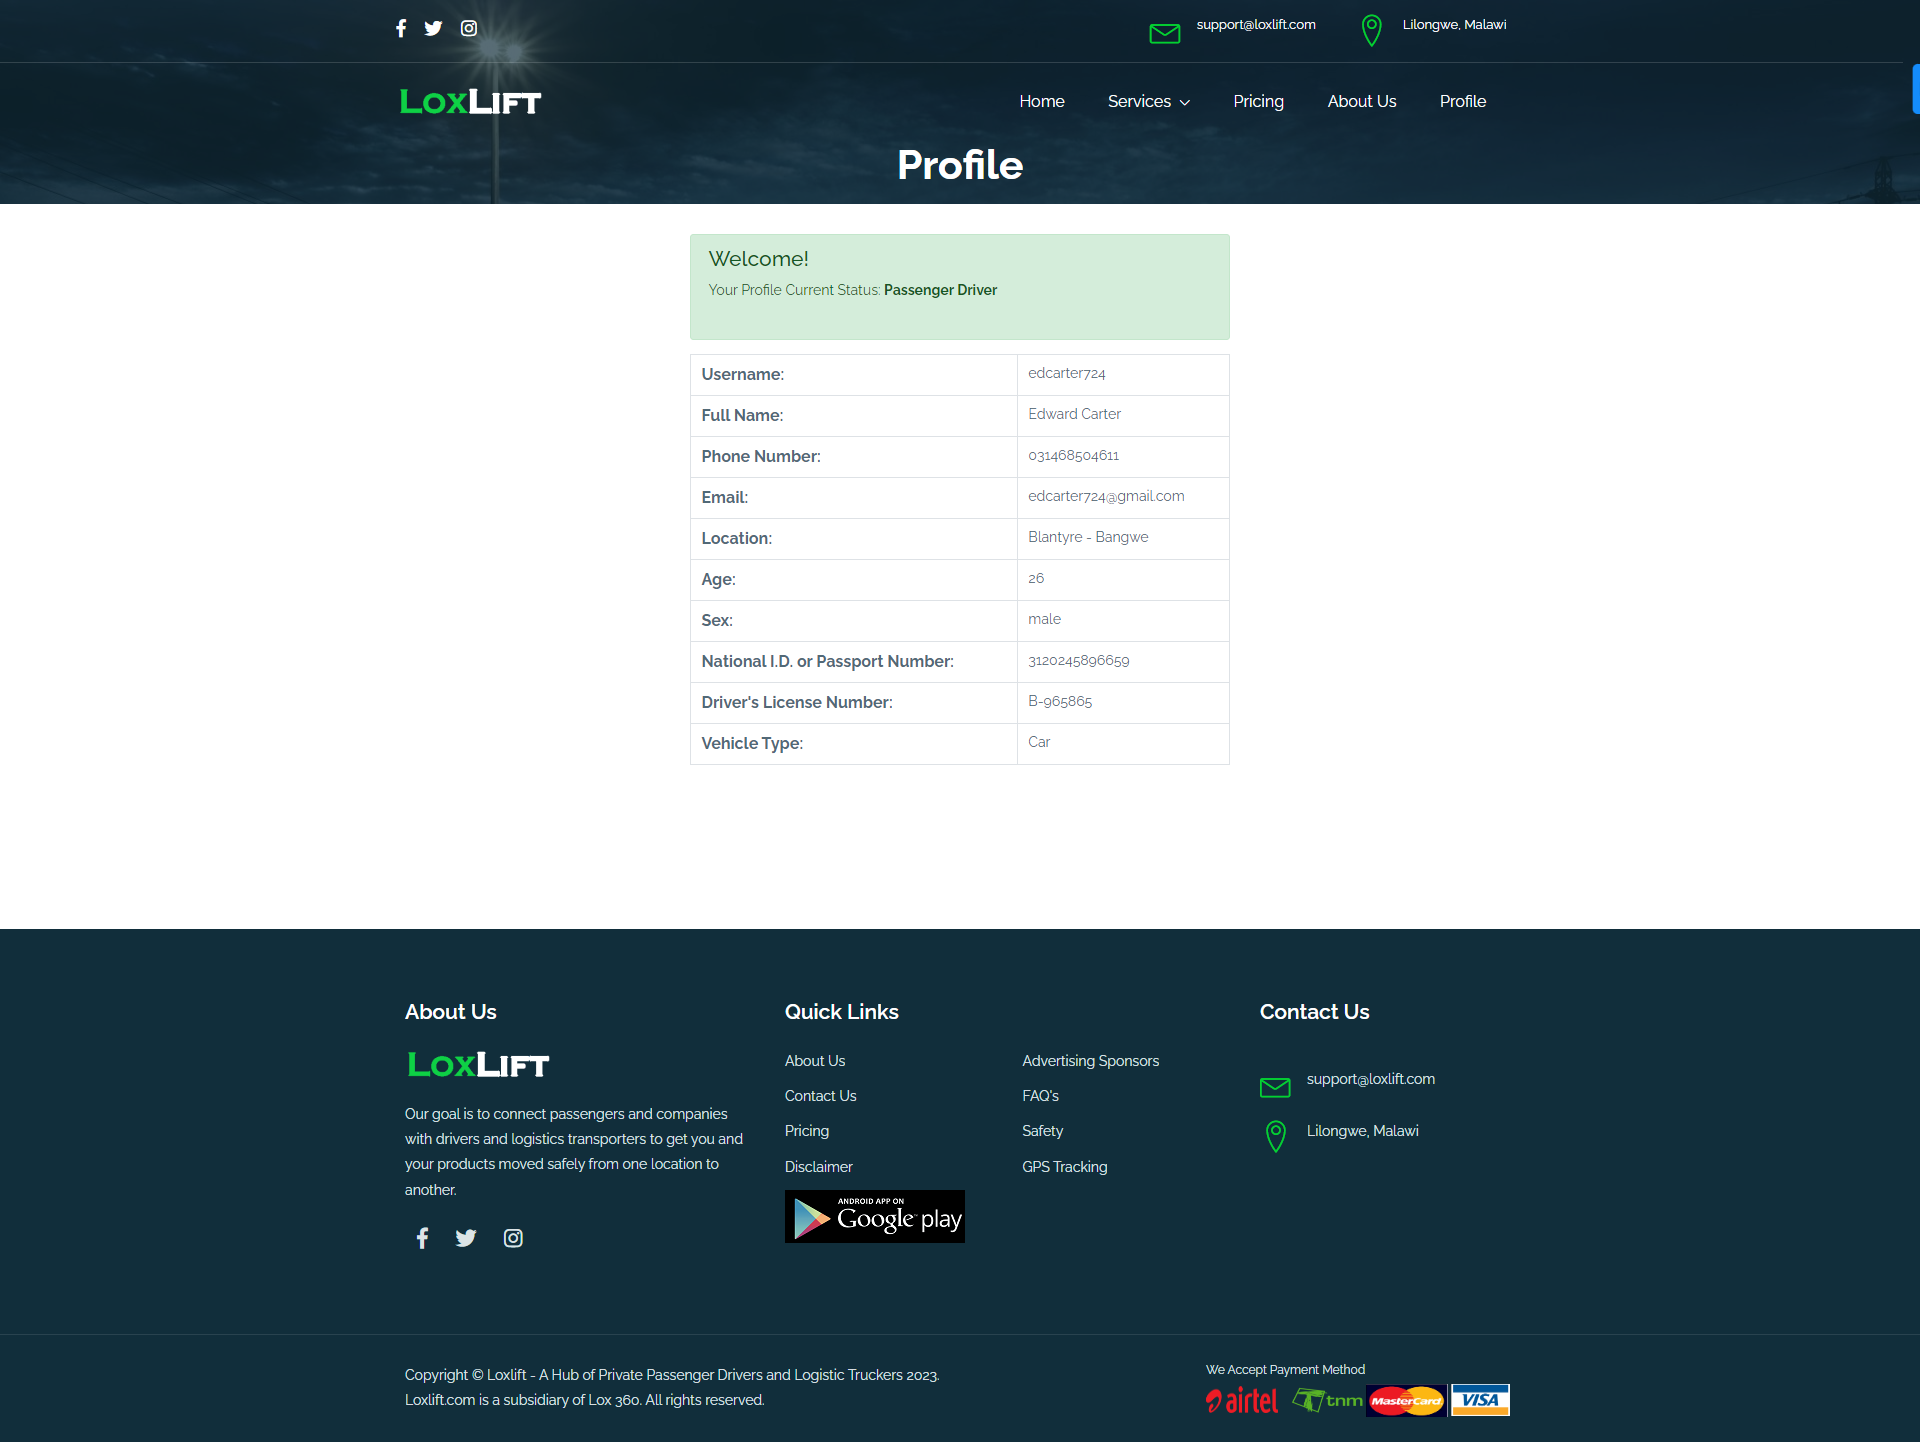 support@loxlift.com
Lilongwe, Malawi
LOXLIFT
Home
Services
Pricing
About Us
Profile
Profile
Welcome!
Your Profile Current Status: Passenger Driver
Username: edcarter724
Full Name: Edward Carter
Phone Number: 031468504611
Email: edcarter724@gmail.com
Location: Blantyre - Bangwe
Age: 26
Sex: male
National I.D. or Passport Number: 3120245896659
Driver's License Number: B-965865
Vehicle Type: Car
About Us
LOXLIFT
Our goal is to connect passengers and companies
with drivers and logistics transporters to get you and
your products moved safely from one location to
another.
Quick Links
About Us
Contact Us
Pricing
Disclaimer
ANDROID APP ON
Google play
Advertising Sponsors
FAQ's
Safety
GPS Tracking
Contact Us
support@loxlift.com
Lilongwe, Malawi
Copyright © Loxlift - A Hub of Private Passenger Drivers and Logistic Truckers 2023.
Loxlift.com is a subsidiary of Lox 360. All rights reserved.
We Accept Payment Method
airtel
tnm
MasterCard
VISA